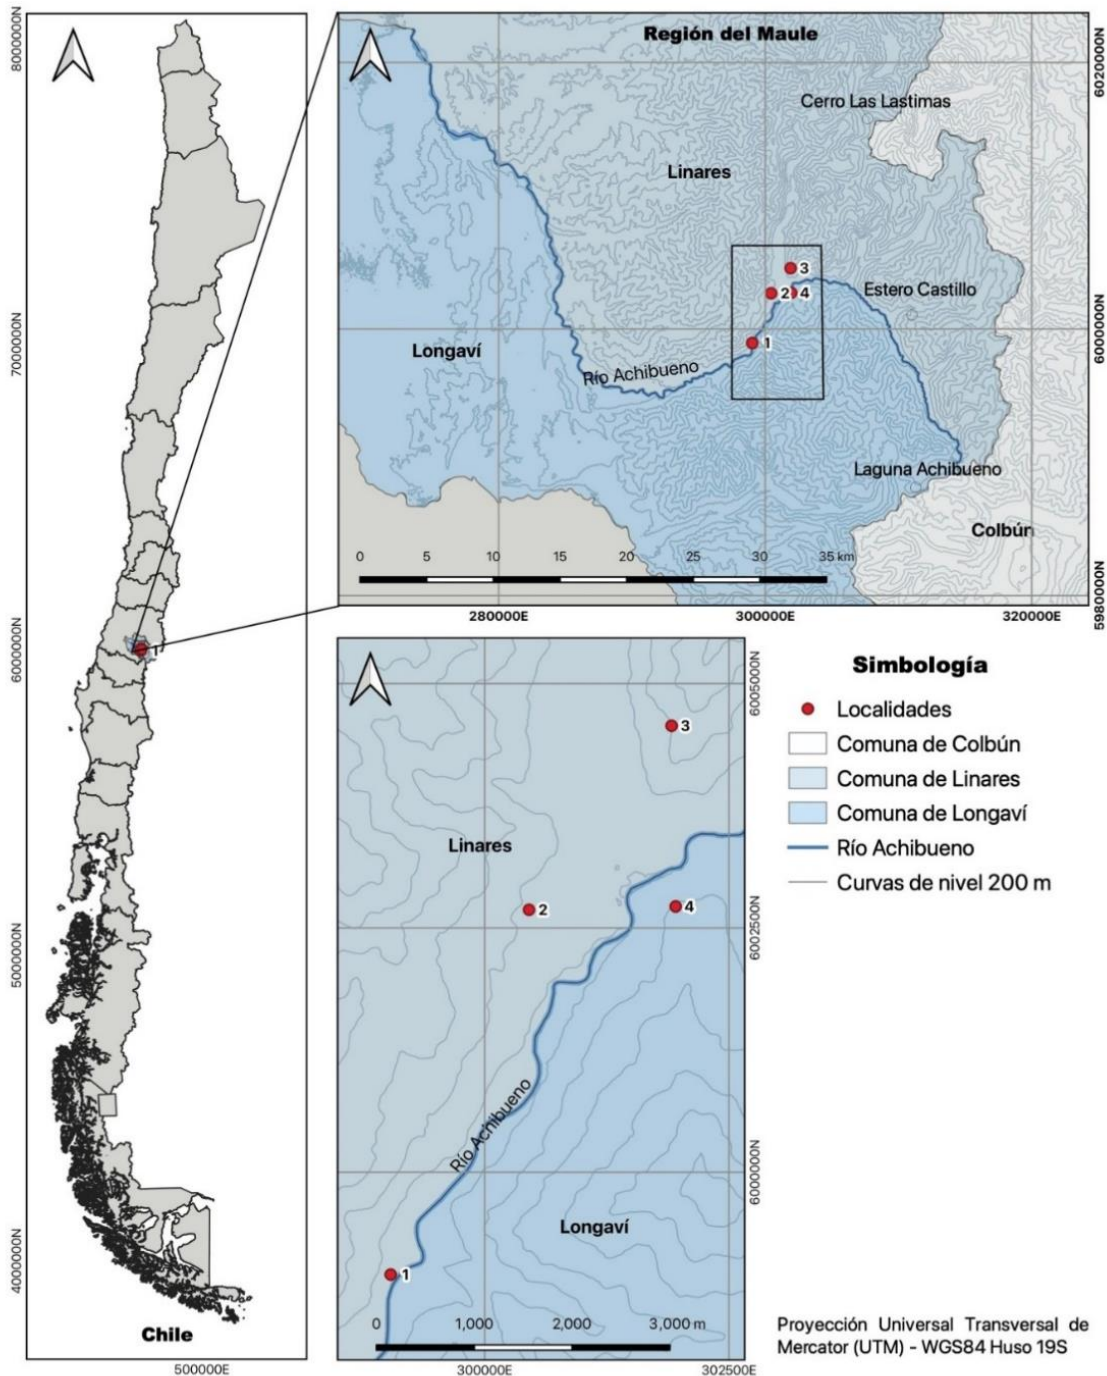 8000000N
7000000N
6000000N
5000000N
4000000N
1
Chile
500000E
Región del Maule
Cerro Las Lastimas
Linares
3
2
4
Estero Castillo
1
Longaví
Río Achibueno
Laguna Achibueno
Colbún
0 5 10 15 20 25 30 35 km
280000E 300000E 320000E
6020000N
6000000N
5980000N
3
Linares
2
4
Río Achibueno
Longaví
1
0 1,000 2,000 3,000 m
300000E 302500E
6005000N
6002500N
6000000N
Simbología
Localidades
Comuna de Colbún
Comuna de Linares
Comuna de Longaví
Río Achibueno
Curvas de nivel 200 m
Proyección Universal Transversal de
Mercator (UTM) - WGS84 Huso 19S